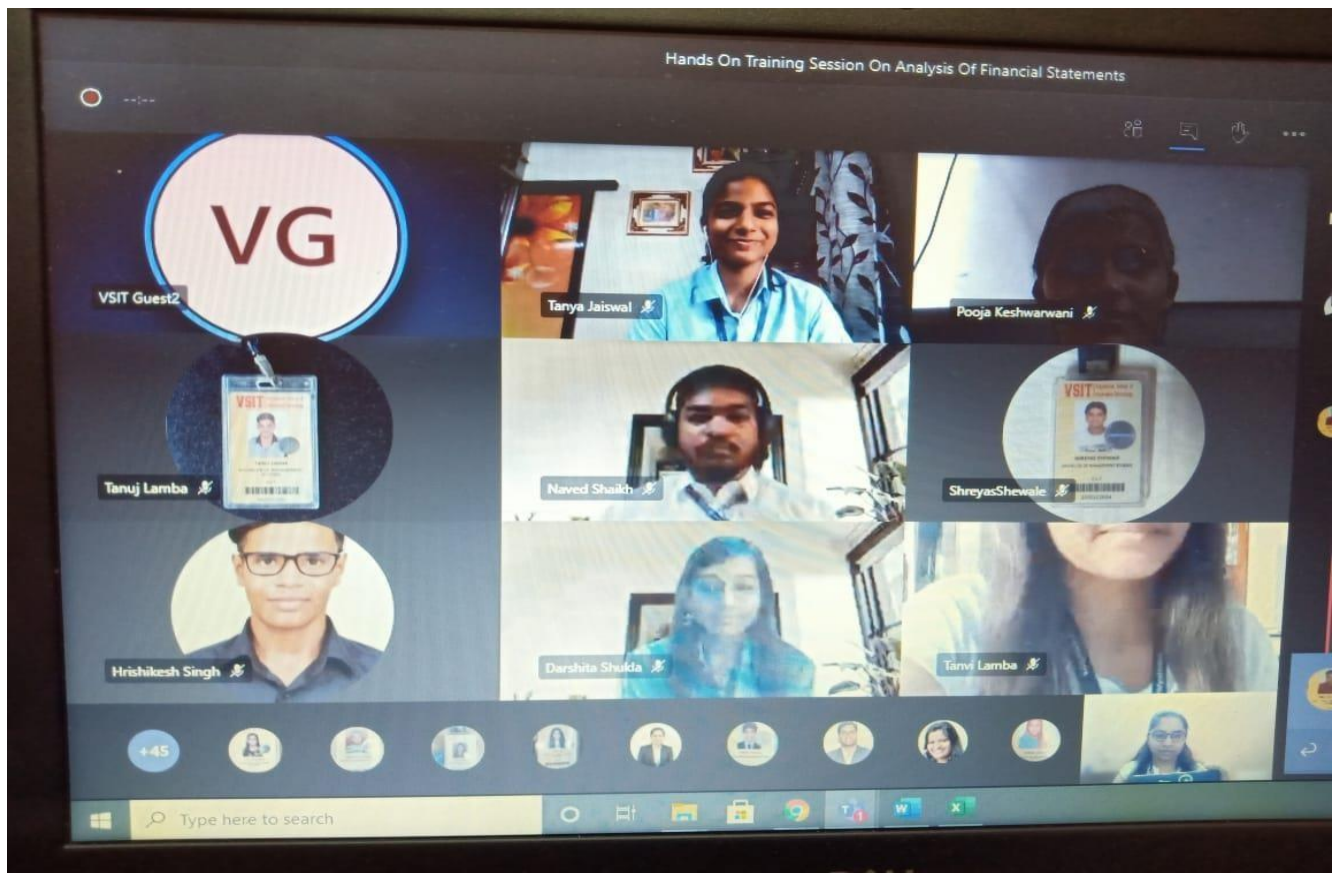 Hands On Training Session On Analysis Of Financial Statements
--:--
VG
VSIT Guest2
Tanya Jaiswal
Pooja Keshwarwani
VSIT
Tanuj Lamba
Naved Shaikh
VSIT
ShreyasShewale
Hrishikesh Singh
Darshita Shukla
Tanvi Lamba
+45
Type here to search
T
1
W
X